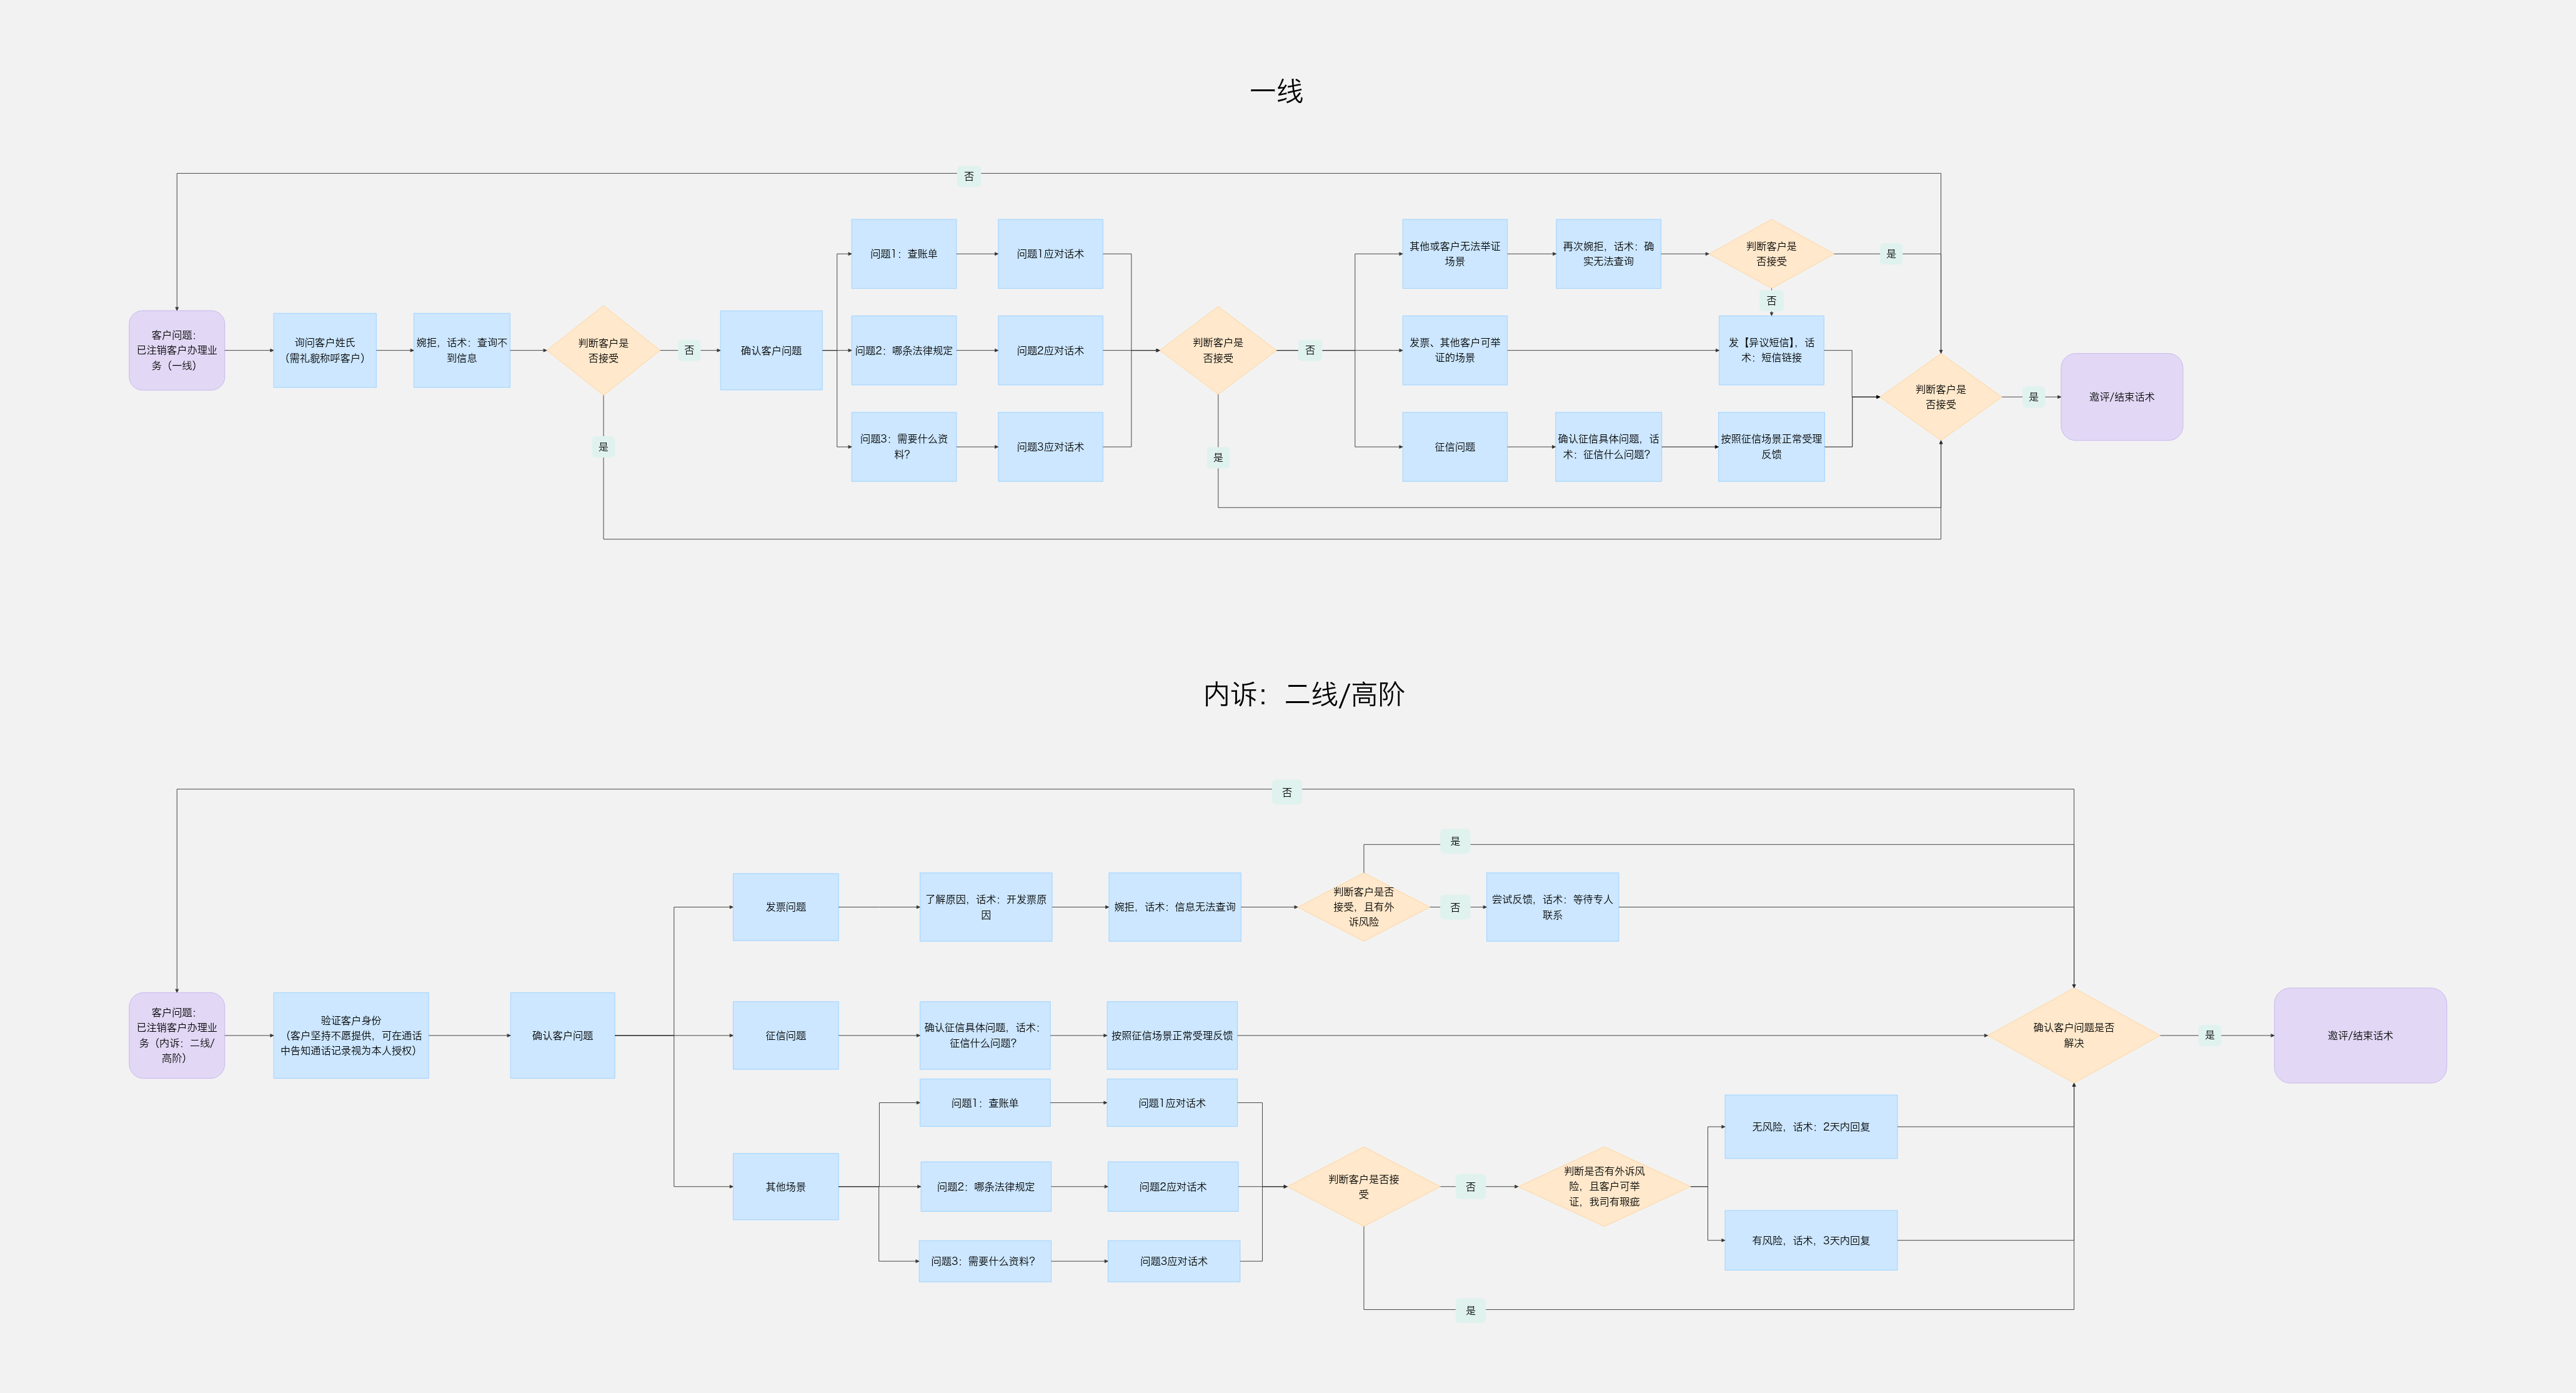 一线
否
客户问题：
已注销客户办理业
务（一线）
询问客户姓氏
（需礼貌称呼客户）
婉拒，话术：查询不
到信息
判断客户是
否接受
否
是
确认客户问题
问题1：查账单
问题1应对话术
问题2：哪条法律规定
问题2应对话术
问题3：需要什么资
料？
问题3应对话术
判断客户是
否接受
否
是
其他或客户无法举证
场景
再次婉拒，话术：确
实无法查询
判断客户是
否接受
是
否
发票、其他客户可举
证的场景
发【异议短信】，话
术：短信链接
征信问题
确认征信具体问题，话
术：征信什么问题？
按照征信场景正常受理
反馈
判断客户是
否接受
是
邀评/结束话术
内诉：二线/高阶
否
客户问题：
已注销客户办理业
务（内诉：二线/
高阶）
验证客户身份
（客户坚持不愿提供，可在通话
中告知通话记录视为本人授权）
确认客户问题
发票问题
了解原因，话术：开发票原
因
婉拒，话术：信息无法查询
判断客户是否
接受，且有外
诉风险
是
否
尝试反馈，话术：等待专人
联系
征信问题
确认征信具体问题，话术：
征信什么问题？
按照征信场景正常受理反馈
其他场景
问题1：查账单
问题1应对话术
问题2：哪条法律规定
问题2应对话术
问题3：需要什么资料？
问题3应对话术
判断客户是否接
受
否
是
判断是否有外诉风
险，且客户可举
证，我司有瑕疵
无风险，话术：2天内回复
有风险，话术，3天内回复
确认客户问题是否
解决
是
邀评/结束话术